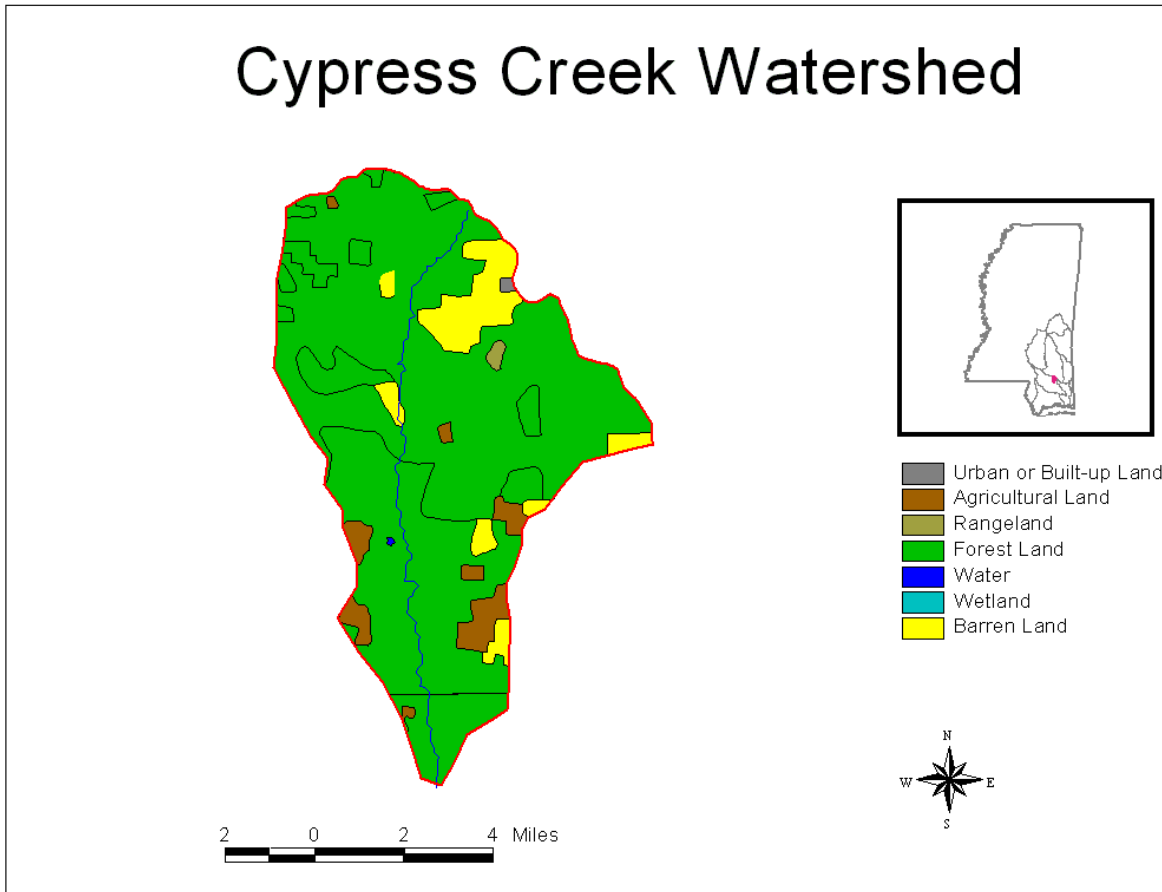 Cypress Creek Watershed
Urban or Built-up Land
Agricultural Land
Rangeland
Forest Land
Water
Wetland
Barren Land
N
W E
S
2 0 2 4 Miles